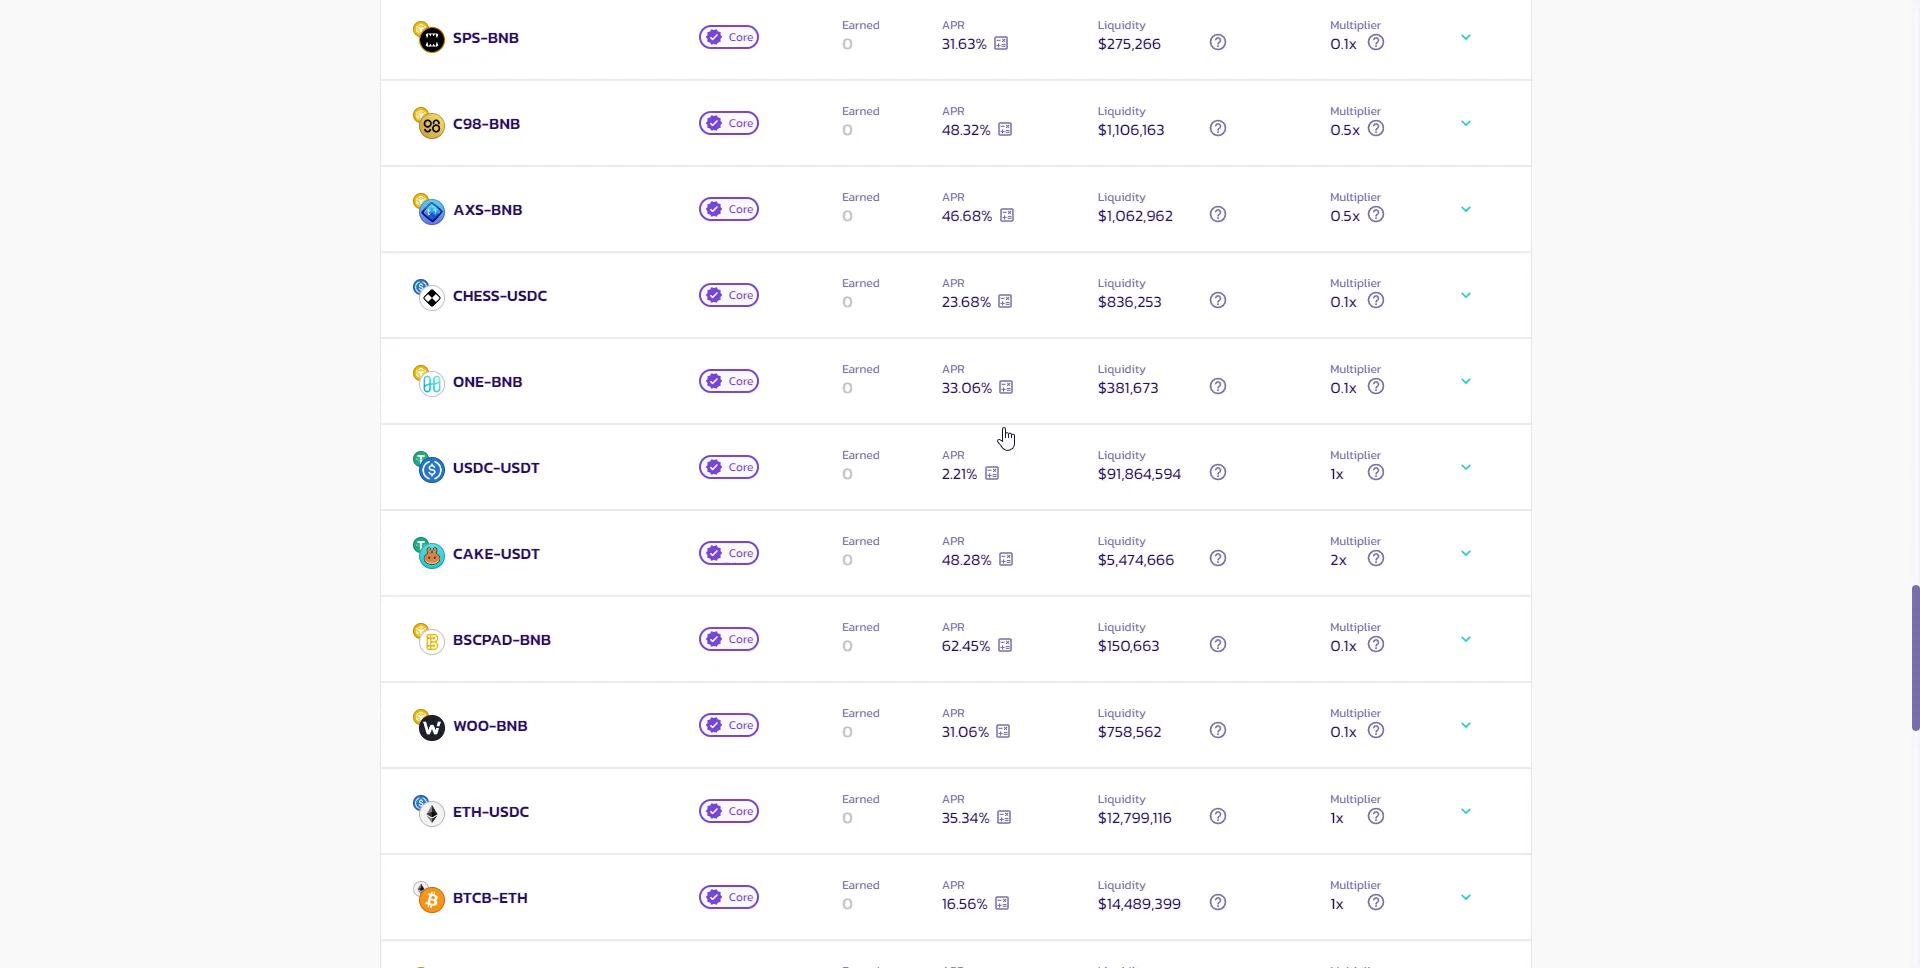 Earned APR Liquidity Multiplier
SPS-BNB Core 0 31.63% $275,266 0.1x
Earned APR Liquidity Multiplier
C98-BNB Core 0 48.32% $1,106,163 0.5x
Earned APR Liquidity Multiplier
AXS-BNB Core 0 46.68% $1,062,962 0.5x
Earned APR Liquidity Multiplier
CHESS-USDC Core 0 23.68% $836,253 0.1x
Earned APR Liquidity Multiplier
ONE-BNB Core 0 33.06% $381,673 0.1x
Earned APR Liquidity Multiplier
USDC-USDT Core 0 2.21% $91,864,594 1x
Earned APR Liquidity Multiplier
CAKE-USDT Core 0 48.28% $5,474,666 2x
Earned APR Liquidity Multiplier
BSCPAD-BNB Core 0 62.45% $150,663 0.1x
Earned APR Liquidity Multiplier
WOO-BNB Core 0 31.06% $758,562 0.1x
Earned APR Liquidity Multiplier
ETH-USDC Core 0 35.34% $12,799,116 1x
Earned APR Liquidity Multiplier
BTCB-ETH Core 0 16.56% $14,489,399 1x